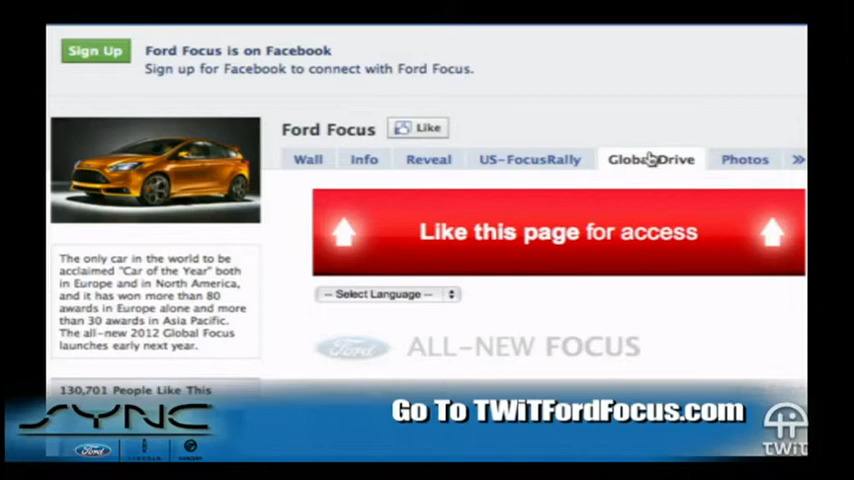 Sign Up
Ford Focus is on Facebook
Sign up for Facebook to connect with Ford Focus.
Ford Focus
Like
Wall
Info
Reveal
US-FocusRally
Global Drive
Photos
»
Like this page for access
-- Select Language --
The only car in the world to be
acclaimed "Car of the Year" both
in Europe and in North America,
and it has won more than 80
awards in Europe alone and more
than 30 awards in Asia Pacific.
The all-new 2012 Global Focus
launches early next year.
Ford
ALL-NEW FOCUS
130,701 People Like This
SYNC
Go To TWiTFordFocus.com
Ford
LINCOLN
TWiT